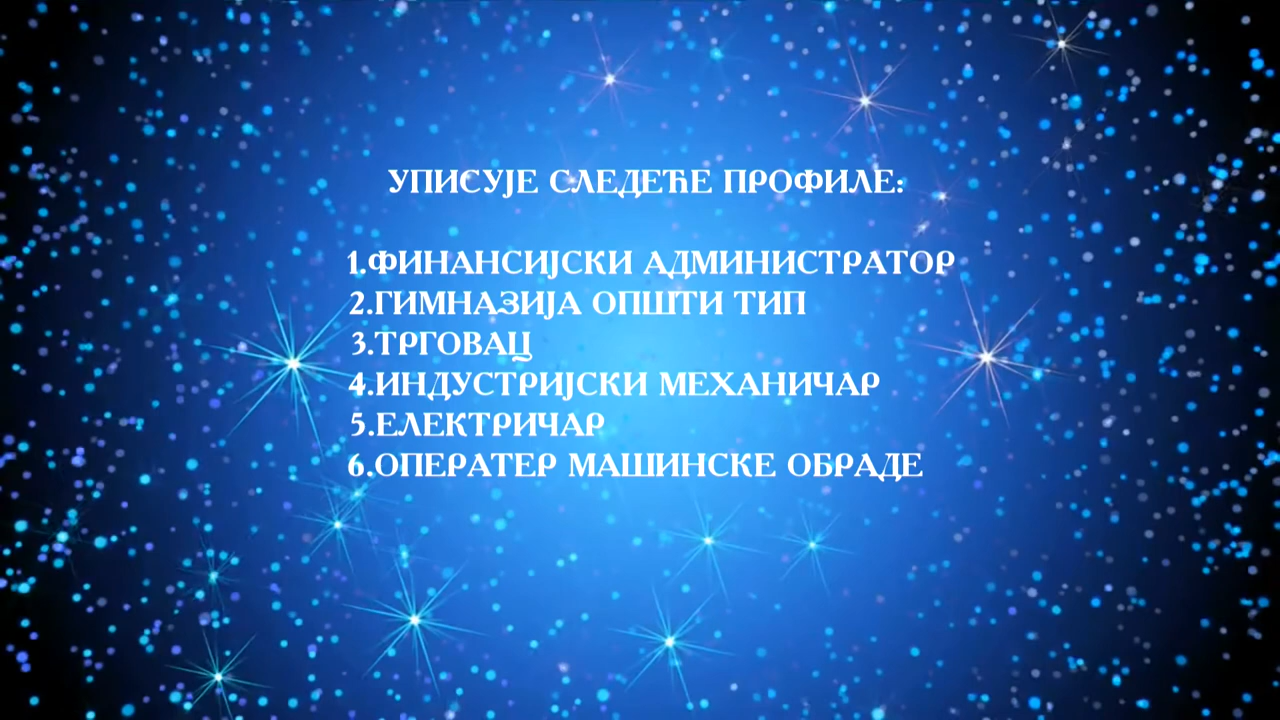 УПИСУЈЕ СЛЕДЕЋЕ ПРОФИЛЕ:
1.ФИНАНСИЈСКИ АДМИНИСТРАТОР
2.ГИМНАЗИЈА ОПШТИ ТИП
3.ТРГОВАЦ
4.ИНДУСТРИЈСКИ МЕХАНИЧАР
5.ЕЛЕКТРИЧАР
6.ОПЕРАТЕР МАШИНСКЕ ОБРАДЕ